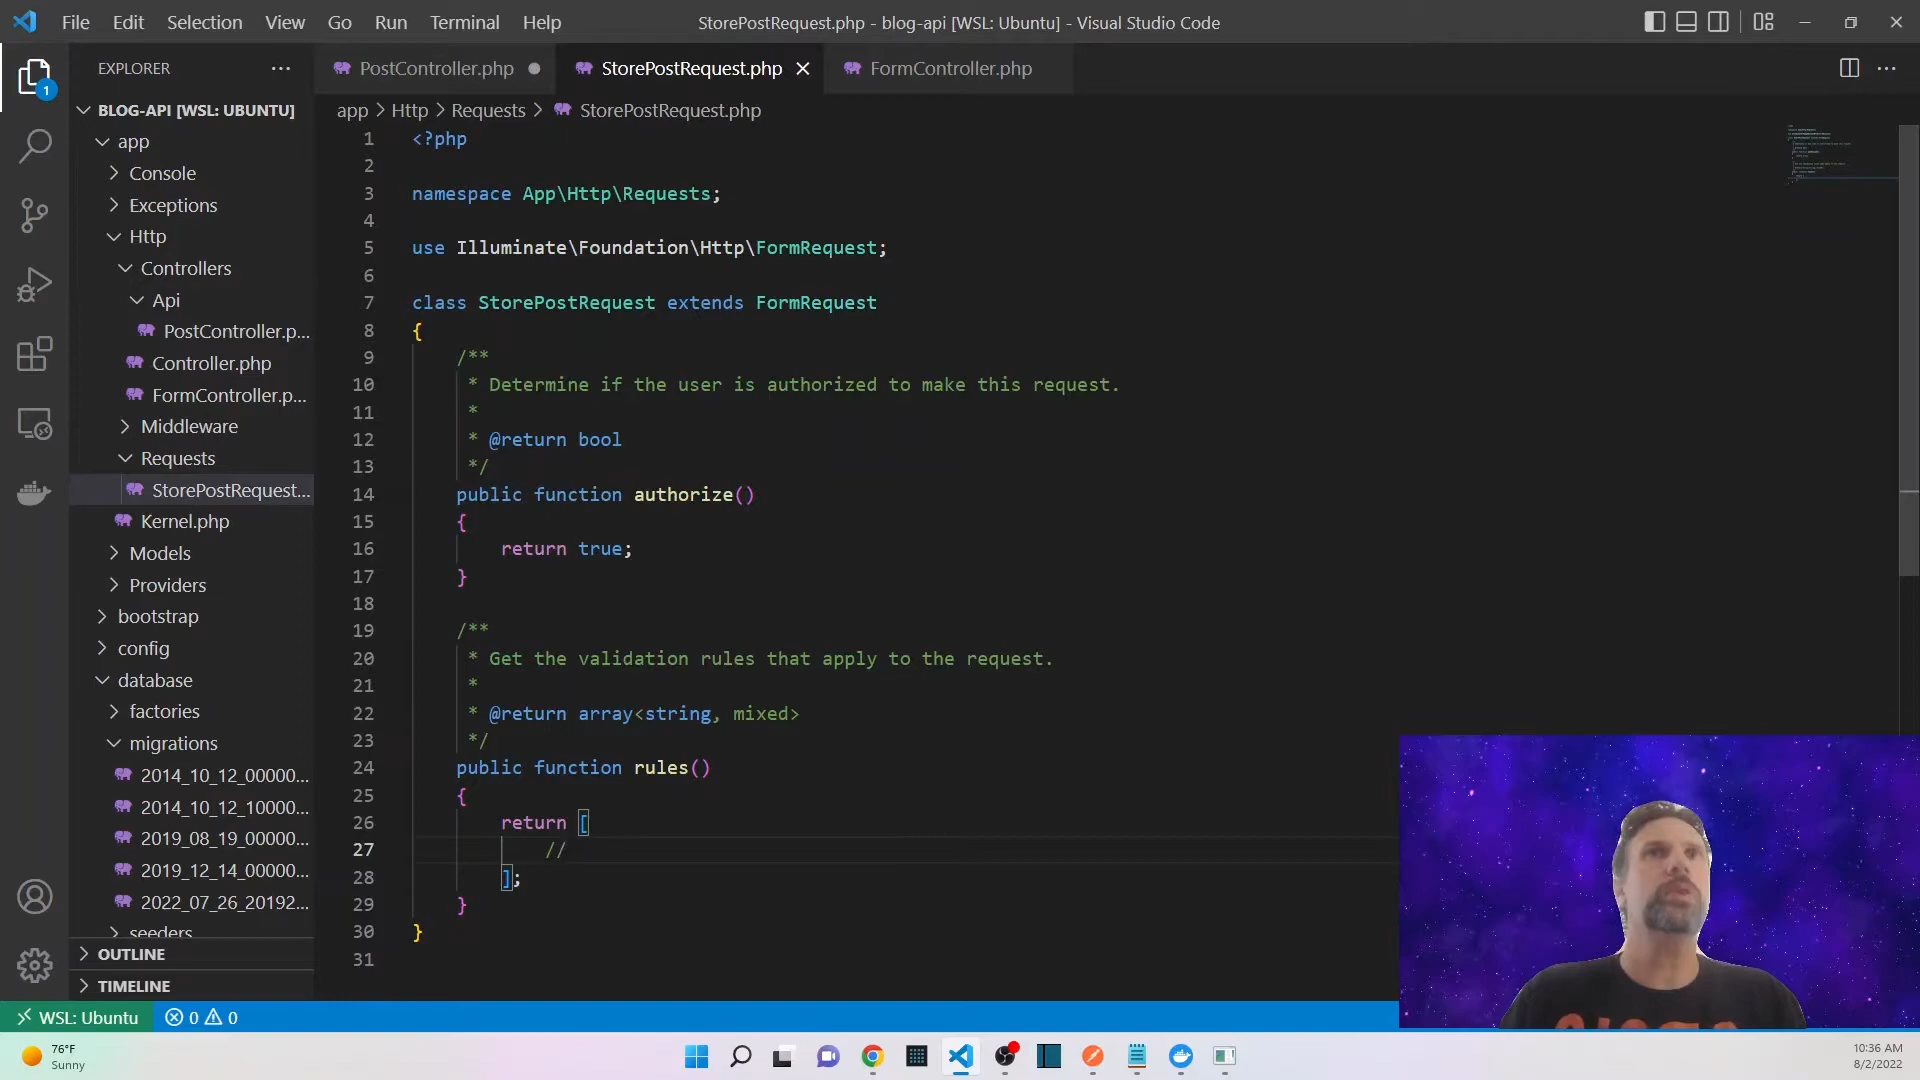 File Edit Selection View Go Run Terminal Help
StorePostRequest.php - blog-api [WSL: Ubuntu] - Visual Studio Code
EXPLORER
PostController.php
StorePostRequest.php
FormController.php
1
BLOG-API [WSL: UBUNTU]
app
Console
Exceptions
Http
Controllers
Api
PostController.p...
Controller.php
FormController.p...
Middleware
Requests
StorePostRequest...
Kernel.php
Models
Providers
bootstrap
config
database
factories
migrations
2014_10_12_00000...
2014_10_12_10000...
2019_08_19_00000...
2019_12_14_00000...
2022_07_26_20192...
seeders
OUTLINE
TIMELINE
app > Http > Requests > StorePostRequest.php
1 <?php
2
3 namespace App\Http\Requests;
4
5 use Illuminate\Foundation\Http\FormRequest;
6
7 class StorePostRequest extends FormRequest
8 {
9 /**
10 * Determine if the user is authorized to make this request.
11 *
12 * @return bool
13 */
14 public function authorize()
15 {
16 return true;
17 }
18
19 /**
20 * Get the validation rules that apply to the request.
21 *
22 * @return array<string, mixed>
23 */
24 public function rules()
25 {
26 return [
27 //
28 ];
29 }
30 }
31
WSL: Ubuntu 0 0
76°F
Sunny
10:36 AM
8/2/2022